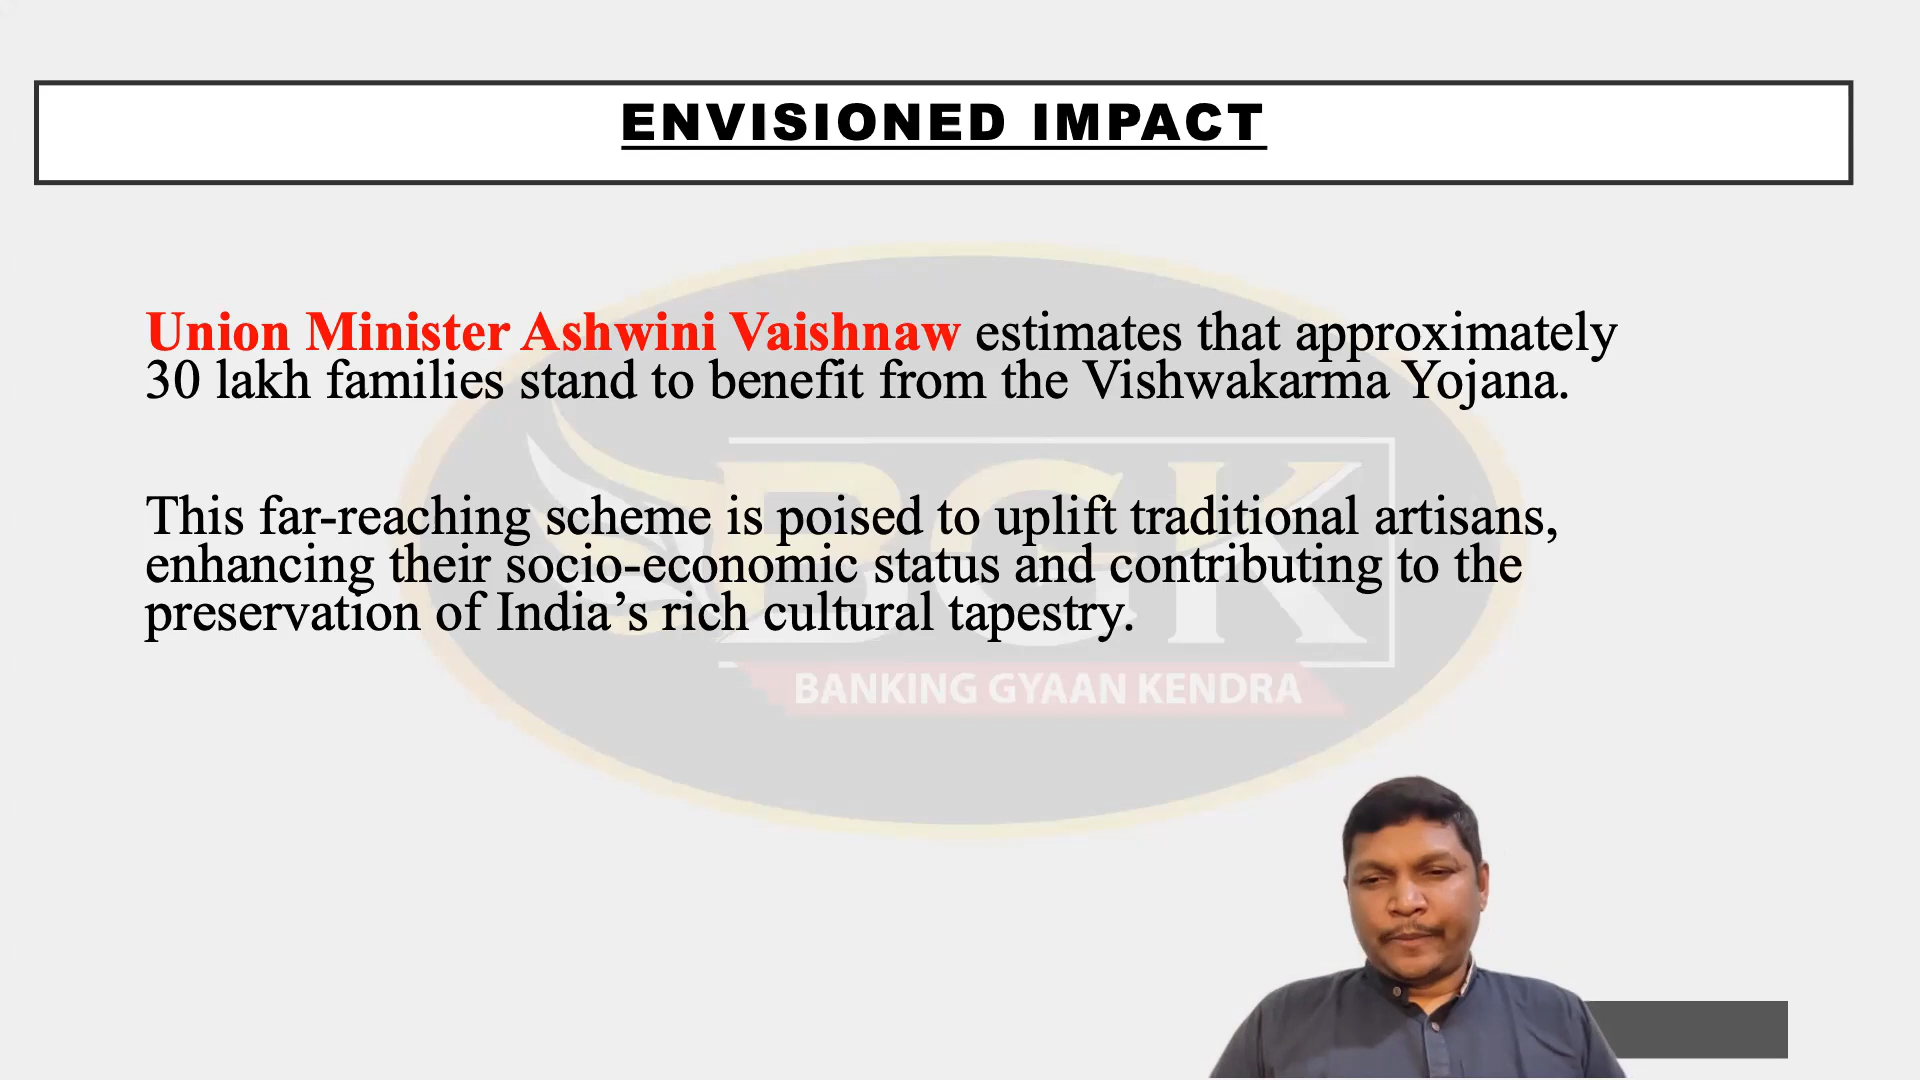 ENVISIONED IMPACT
Union Minister Ashwini Vaishnaw estimates that approximately
30 lakh families stand to benefit from the Vishwakarma Yojana.
This far-reaching scheme is poised to uplift traditional artisans,
enhancing their socio-economic status and contributing to the
preservation of India’s rich cultural tapestry.
BGK
BANKING GYAAN KENDRA